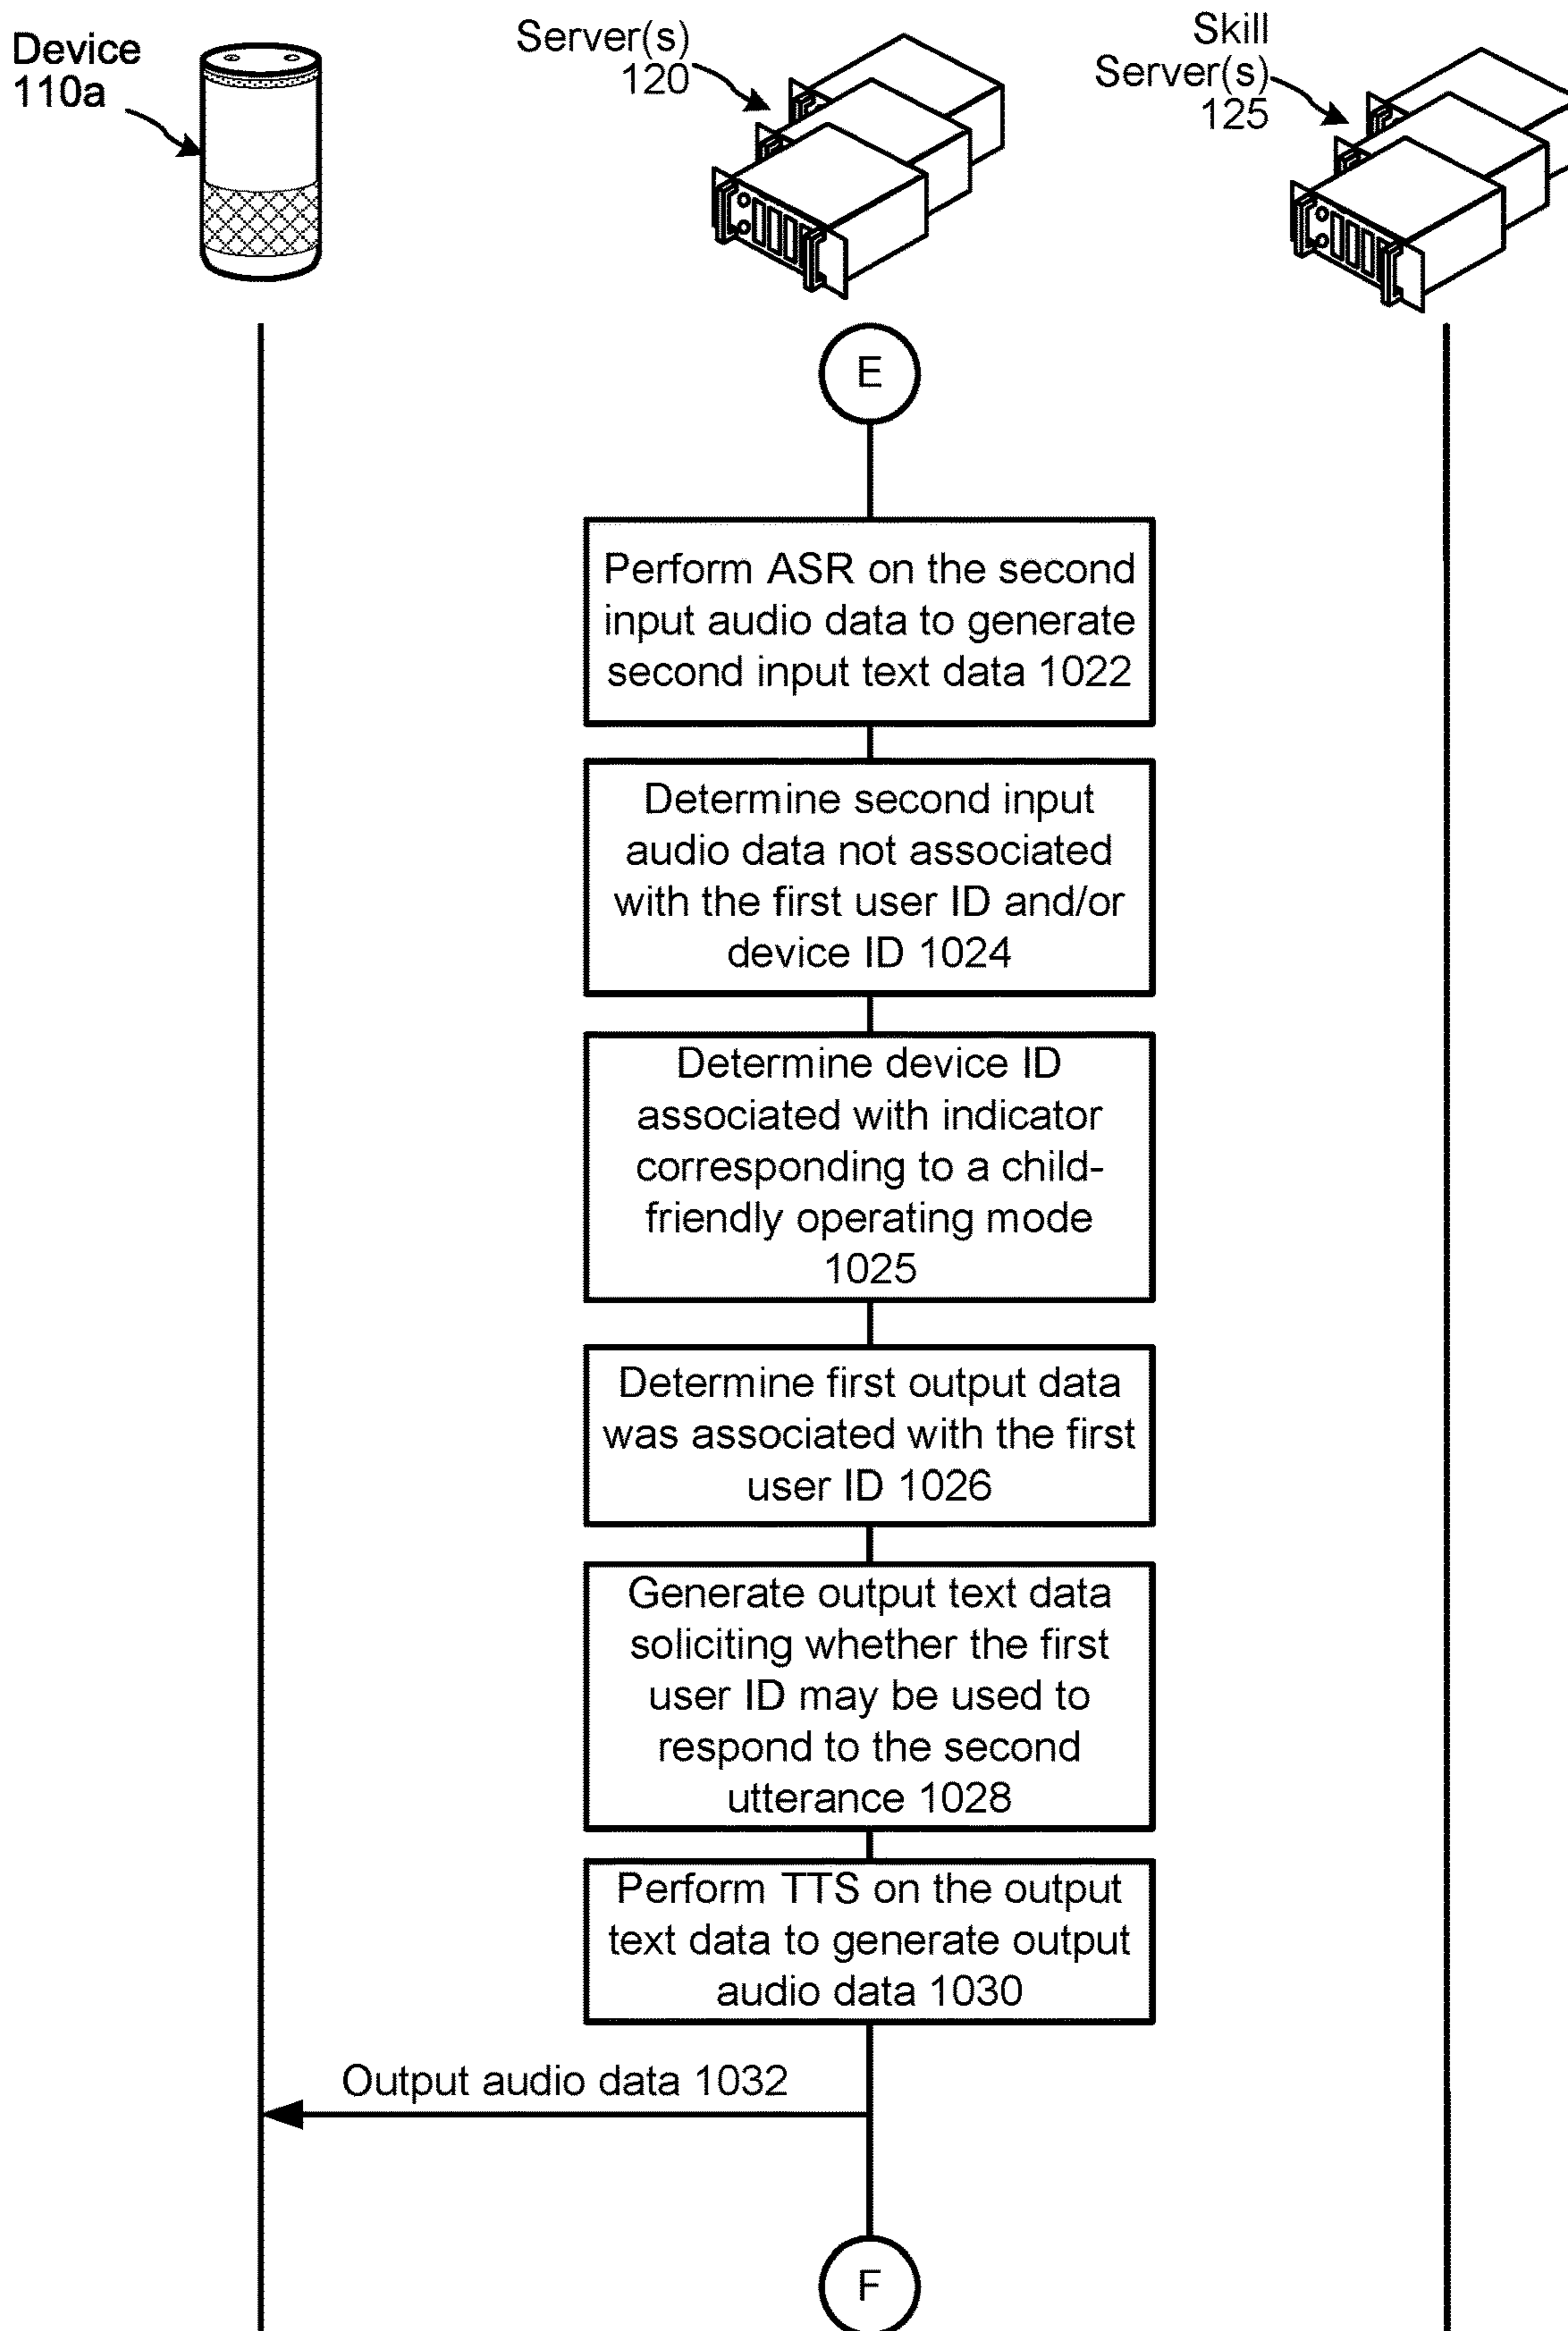 Device
110a
Server(s)
120
Skill
Server(s)
125
E
Perform ASR on the second
input audio data to generate
second input text data 1022
Determine second input
audio data not associated
with the first user ID and/or
device ID 1024
Determine device ID
associated with indicator
corresponding to a child-
friendly operating mode
1025
Determine first output data
was associated with the first
user ID 1026
Generate output text data
soliciting whether the first
user ID may be used to
respond to the second
utterance 1028
Perform TTS on the output
text data to generate output
audio data 1030
Output audio data 1032
F